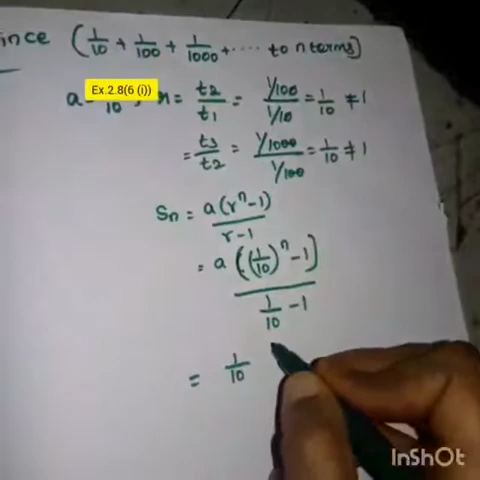 ince (1/10 + 1/100 + 1/1000 + .... to n terms)
a = Ex.2.8(6 (i)) 10 , r = t2/t1 = (1/100)/(1/10) = 1/10 ≠ 1
= t3/t2 = (1/1000)/(1/100) = 1/10 ≠ 1
Sn = a(r^n - 1)/(r - 1)
= a((1/10)^n - 1)/(1/10 - 1)
= 1/10
InShOt